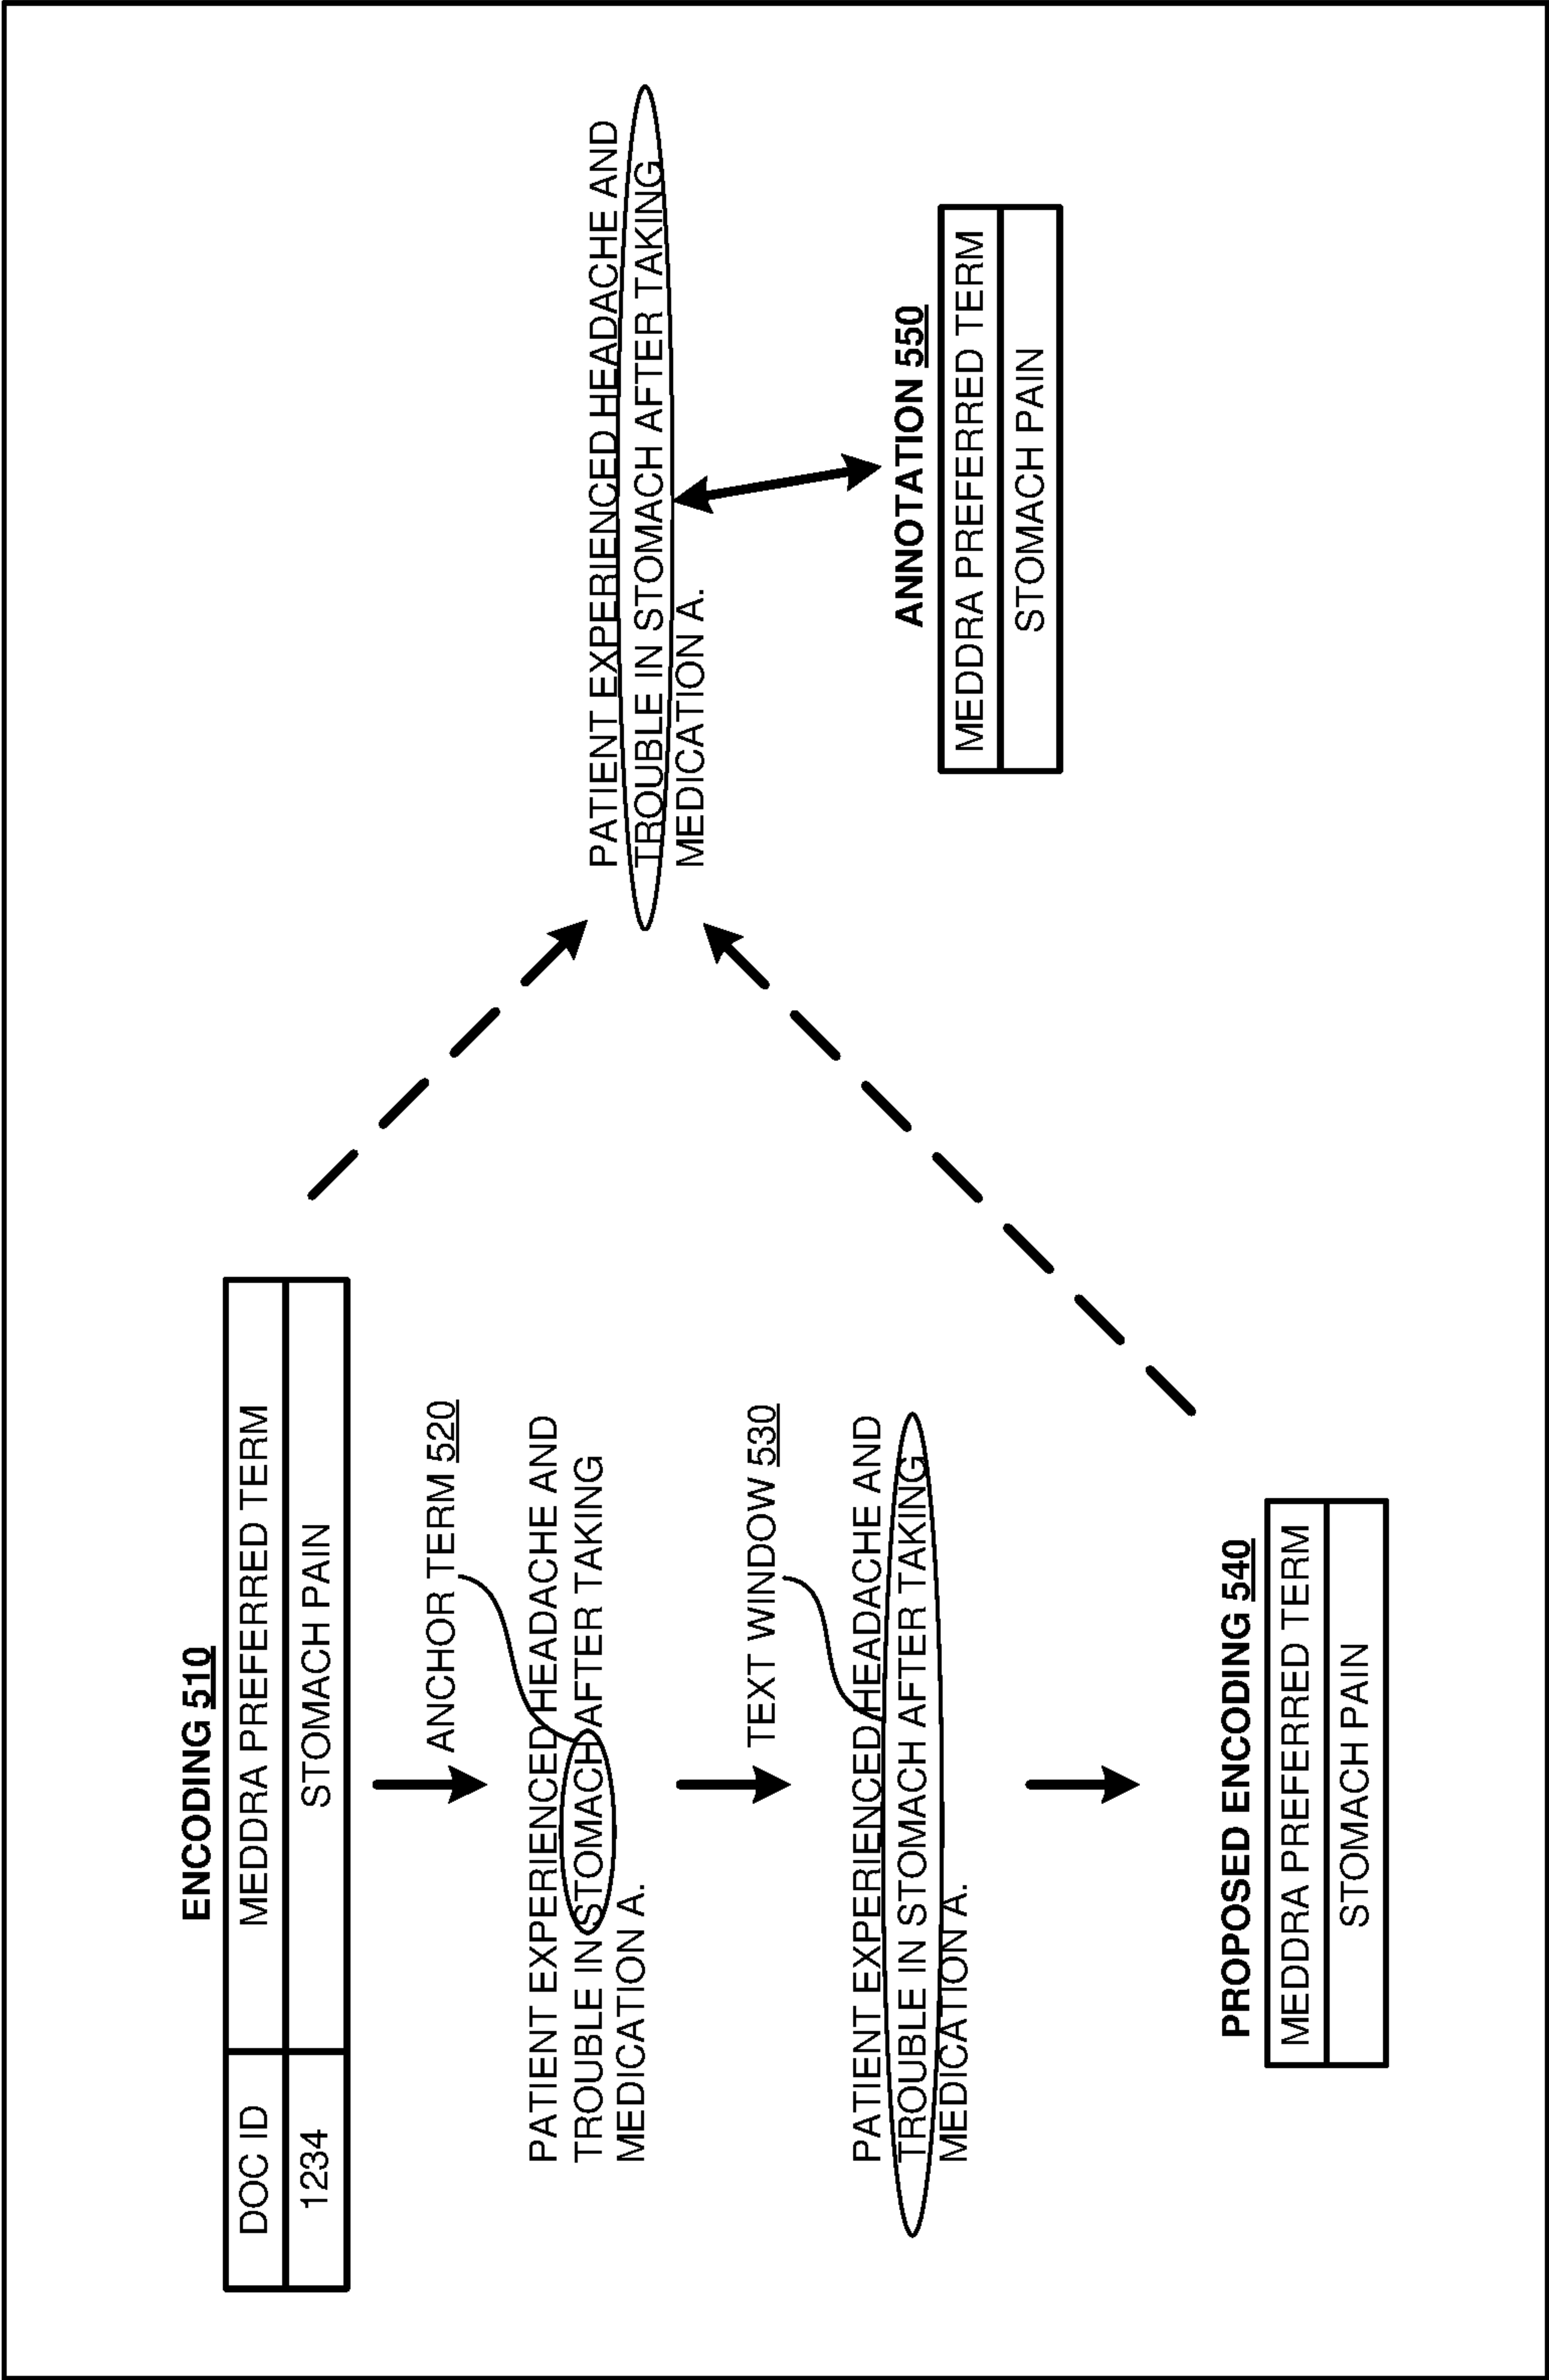 ENCODING 510
DOC ID MEDDRA PREFERRED TERM
1234 STOMACH PAIN
ANCHOR TERM 520
PATIENT EXPERIENCED HEADACHE AND
TROUBLE IN STOMACH AFTER TAKING
MEDICATION A.
TEXT WINDOW 530
PATIENT EXPERIENCED HEADACHE AND
TROUBLE IN STOMACH AFTER TAKING
MEDICATION A.
PROPOSED ENCODING 540
MEDDRA PREFERRED TERM
STOMACH PAIN
PATIENT EXPERIENCED HEADACHE AND
TROUBLE IN STOMACH AFTER TAKING
MEDICATION A.
ANNOTATION 550
MEDDRA PREFERRED TERM
STOMACH PAIN